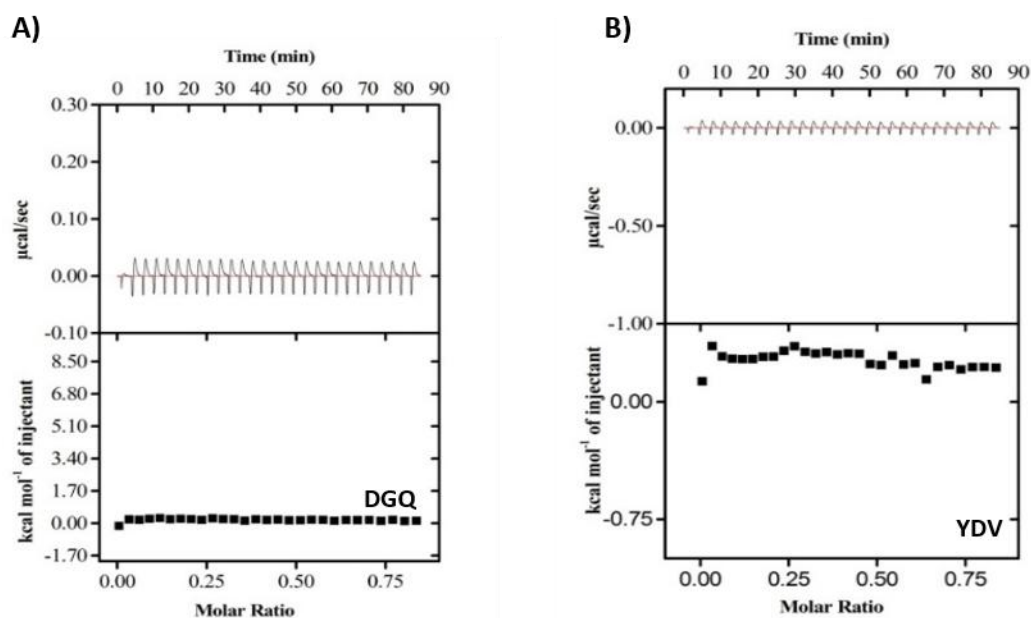 A)
Time (min)
0 10 20 30 40 50 60 70 80 90
0.30
0.20
0.10
0.00
-0.10
µcal/sec
8.50
6.80
5.10
3.40
1.70
0.00
-1.70
kcal mol⁻¹ of injectant
DGQ
0.00 0.25 0.50 0.75
Molar Ratio
B)
Time (min)
0 10 20 30 40 50 60 70 80 90
0.00
-0.50
-1.00
µcal/sec
0.00
-0.75
kcal mol⁻¹ of injectant
YDV
0.00 0.25 0.50 0.75
Molar Ratio